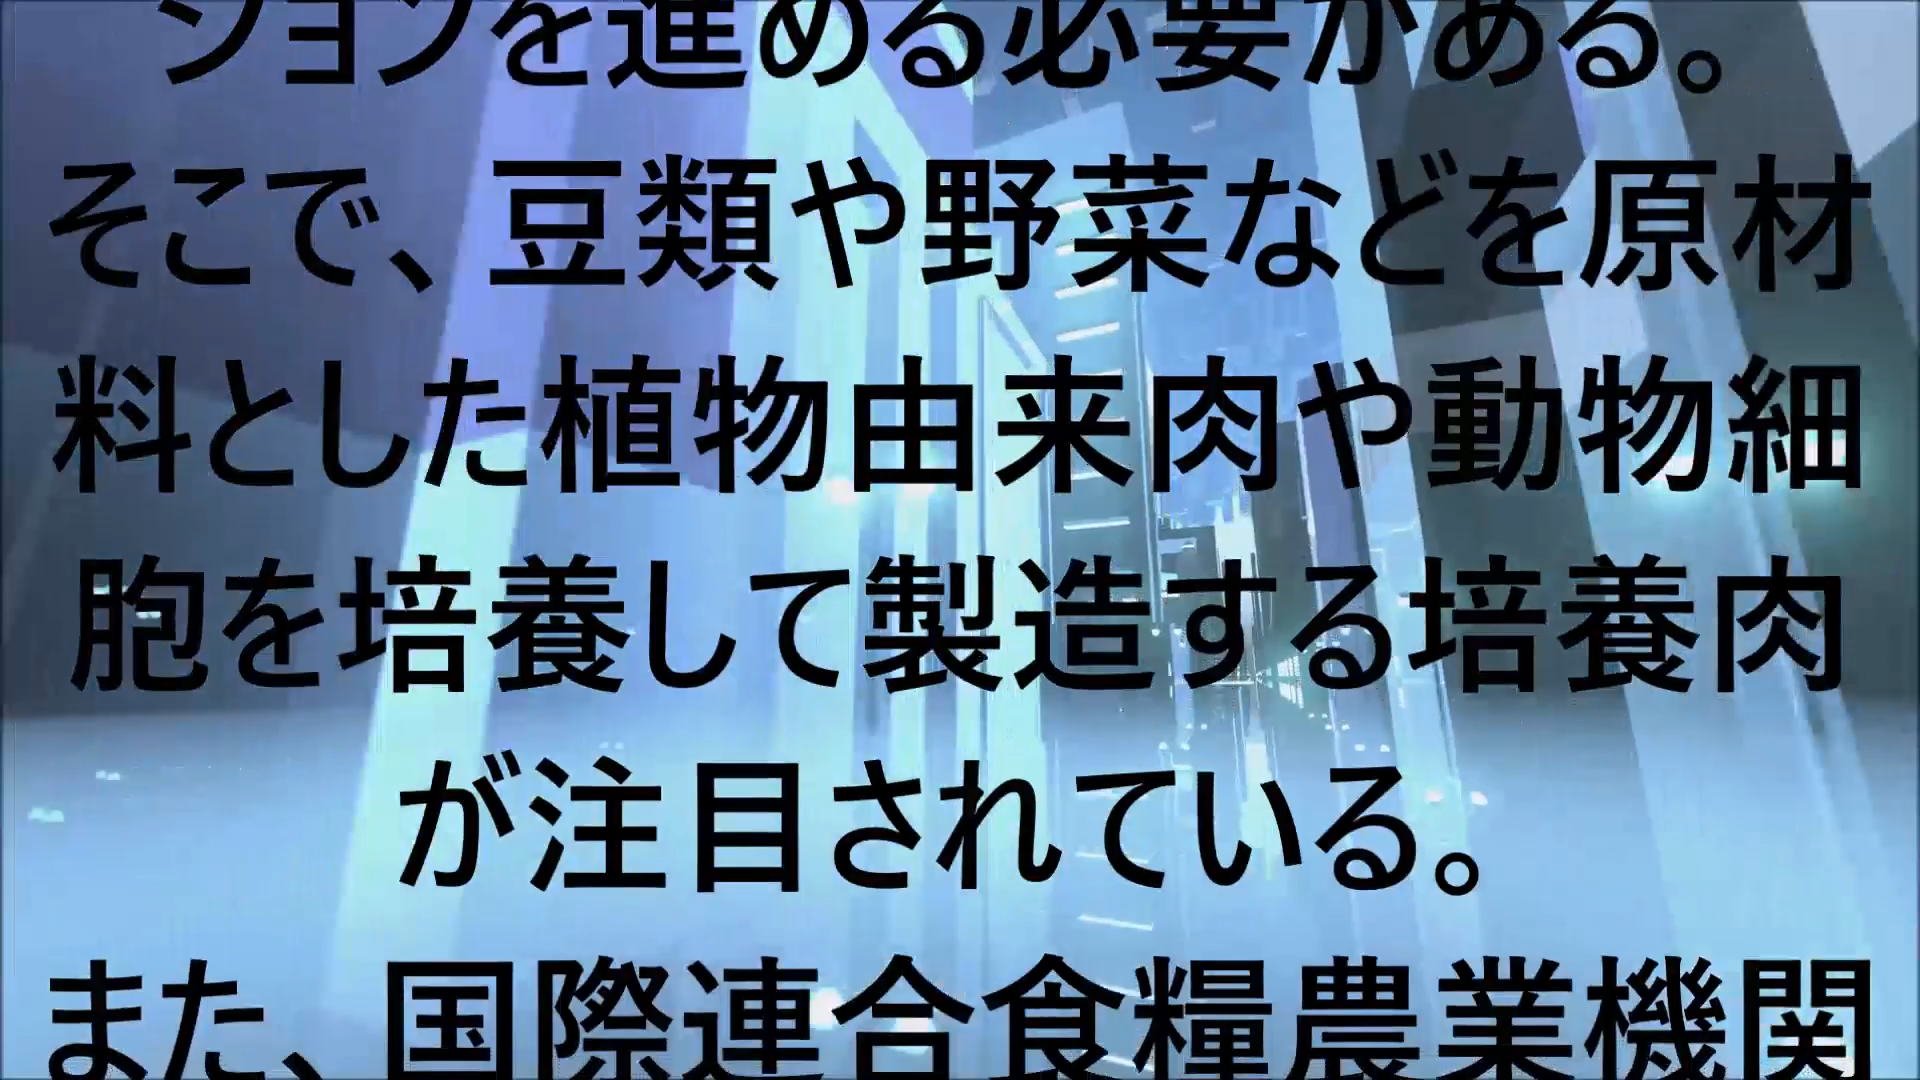 ションを進める必要がある。
そこで、豆類や野菜などを原材
料とした植物由来肉や動物細
胞を培養して製造する培養肉
が注目されている。
また、国際連合食糧農業機関